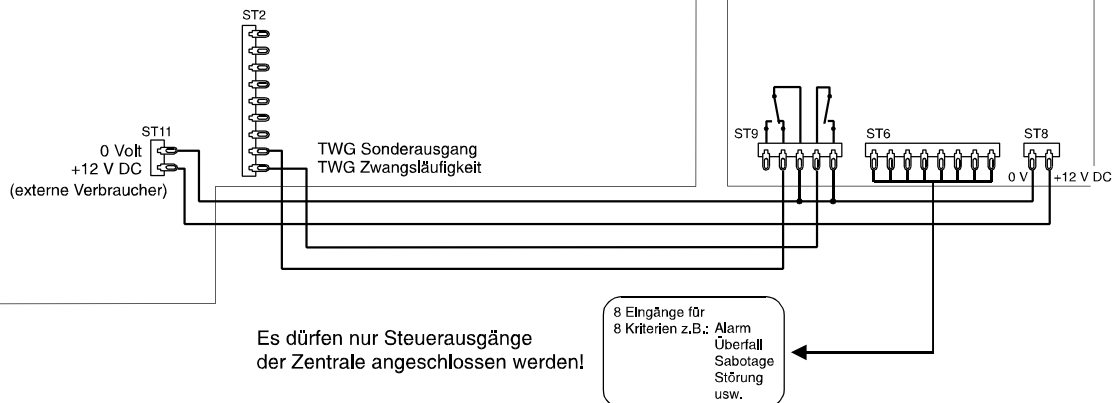 ST2
ST11
0 Volt
+12 V DC
(externe Verbraucher)
TWG Sonderausgang
TWG Zwangsläufigkeit
ST9
ST6
ST8
0 V
+12 V DC
Es dürfen nur Steuerausgänge
der Zentrale angeschlossen werden!
8 Eingänge für
8 Kriterien z.B.: Alarm
Überfall
Sabotage
Störung
usw.